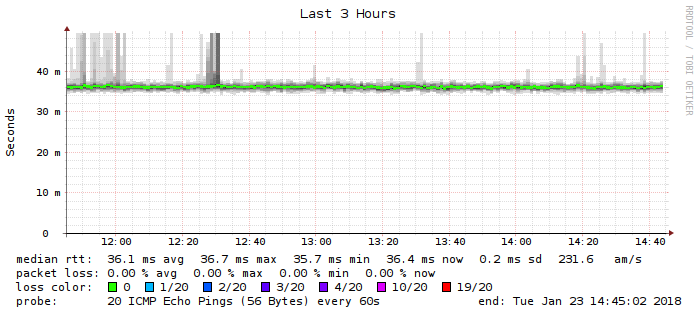 Last 3 Hours
RRDTOOL / TOBI OETIKER
Seconds
40 m
30 m
20 m
10 m
0
12:00 12:20 12:40 13:00 13:20 13:40 14:00 14:20 14:40
median rtt: 36.1 ms avg 36.7 ms max 35.7 ms min 36.4 ms now 0.2 ms sd 231.6 am/s
packet loss: 0.00 % avg 0.00 % max 0.00 % min 0.00 % now
loss color: 0 1/20 2/20 3/20 4/20 10/20 19/20
probe: 20 ICMP Echo Pings (56 Bytes) every 60s end: Tue Jan 23 14:45:02 2018